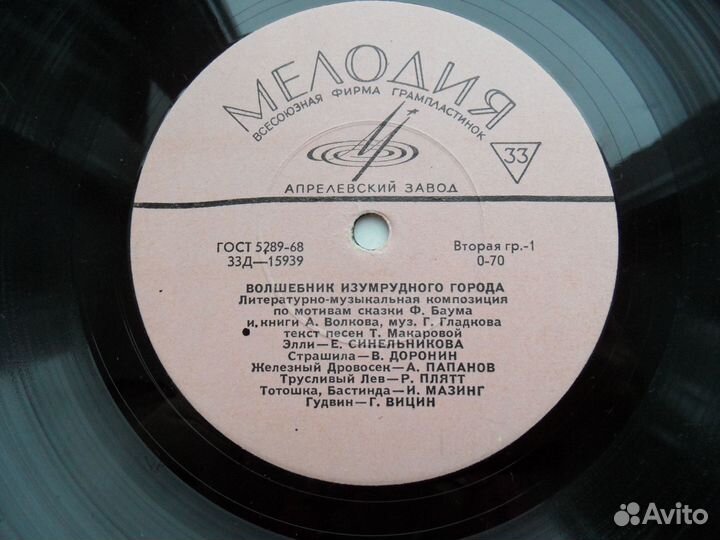 МЕЛОДИЯ
ВСЕСОЮЗНАЯ ФИРМА ГРАМПЛАСТИНОК
33
АПРЕЛЕВСКИЙ ЗАВОД
ГОСТ 5289-68 Вторая гр.-1
33Д—15939 0-70
ВОЛШЕБНИК ИЗУМРУДНОГО ГОРОДА
Литературно-музыкальная композиция
по мотивам сказки Ф. Баума
и книги А. Волкова, муз. Г. Гладкова
текст песен Т. Макаровой
Элли—Е. СИНЕЛЬНИКОВА
Страшила—В. ДОРОНИН
Железный Дровосек—А. ПАПАНОВ
Трусливый Лев—Р. ПЛЯТТ
Тотошка, Бастинда—И. МАЗИНГ
Гудвин—Г. ВИЦИН
Avito